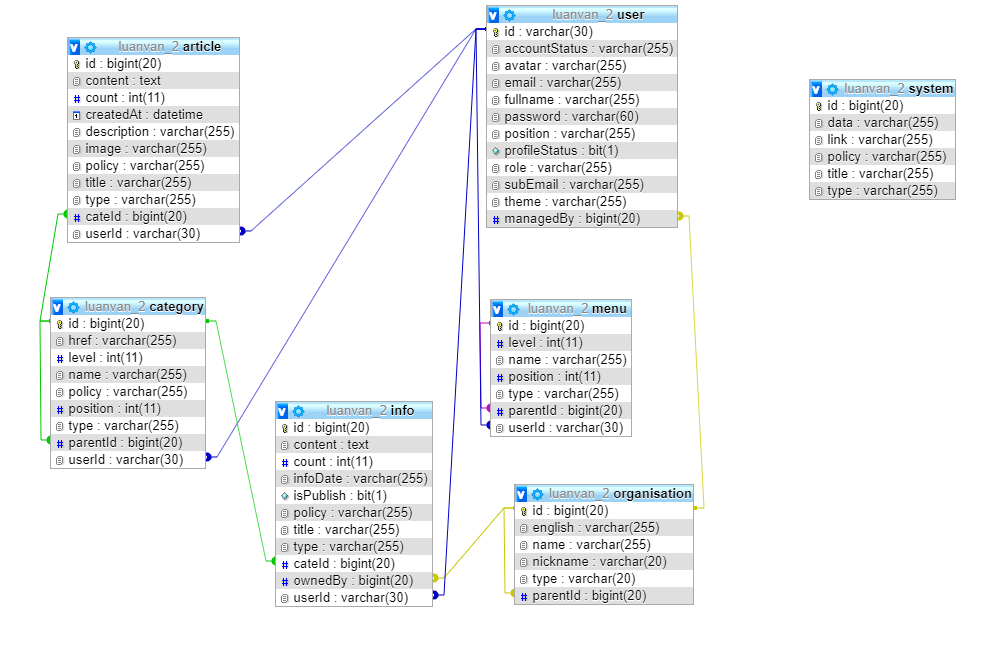 luanvan_2 article
id : bigint(20)
content : text
count : int(11)
createdAt : datetime
description : varchar(255)
image : varchar(255)
policy : varchar(255)
title : varchar(255)
type : varchar(255)
cateId : bigint(20)
userId : varchar(30)
luanvan_2 user
id : varchar(30)
accountStatus : varchar(255)
avatar : varchar(255)
email : varchar(255)
fullname : varchar(255)
password : varchar(60)
position : varchar(255)
profileStatus : bit(1)
role : varchar(255)
subEmail : varchar(255)
theme : varchar(255)
managedBy : bigint(20)
luanvan_2 system
id : bigint(20)
data : varchar(255)
link : varchar(255)
policy : varchar(255)
title : varchar(255)
type : varchar(255)
luanvan_2 category
id : bigint(20)
href : varchar(255)
level : int(11)
name : varchar(255)
policy : varchar(255)
position : int(11)
type : varchar(255)
parentId : bigint(20)
userId : varchar(30)
luanvan_2 menu
id : bigint(20)
level : int(11)
name : varchar(255)
position : int(11)
type : varchar(255)
parentId : bigint(20)
userId : varchar(30)
luanvan_2 info
id : bigint(20)
content : text
count : int(11)
infoDate : varchar(255)
isPublish : bit(1)
policy : varchar(255)
title : varchar(255)
type : varchar(255)
cateId : bigint(20)
ownedBy : bigint(20)
userId : varchar(30)
luanvan_2 organisation
id : bigint(20)
english : varchar(255)
name : varchar(255)
nickname : varchar(20)
type : varchar(20)
parentId : bigint(20)